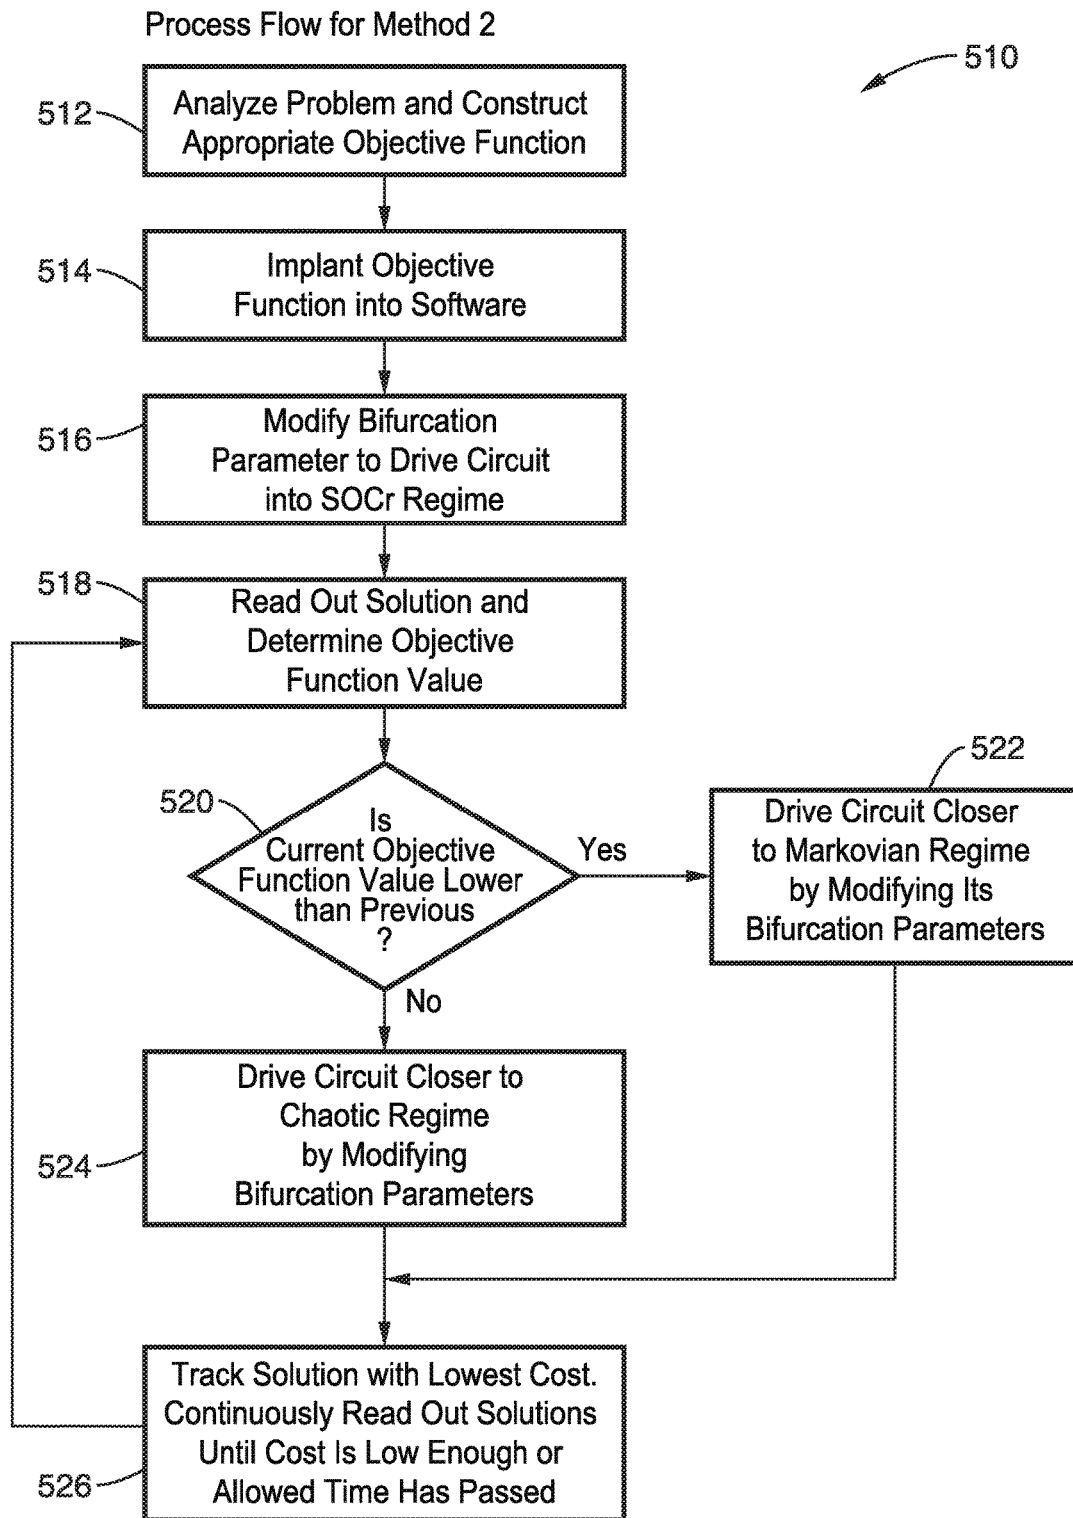 Process Flow for Method 2
510
512
Analyze Problem and Construct
Appropriate Objective Function
514
Implant Objective
Function into Software
516
Modify Bifurcation
Parameter to Drive Circuit
into SOCr Regime
518
Read Out Solution and
Determine Objective
Function Value
520
Is
Current Objective
Function Value Lower
than Previous
?
Yes
522
Drive Circuit Closer
to Markovian Regime
by Modifying Its
Bifurcation Parameters
No
524
Drive Circuit Closer to
Chaotic Regime
by Modifying
Bifurcation Parameters
526
Track Solution with Lowest Cost.
Continuously Read Out Solutions
Until Cost Is Low Enough or
Allowed Time Has Passed